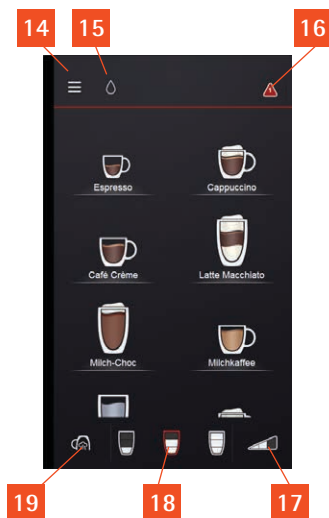 14 15 16
Espresso Cappuccino
Café Crème Latte Macchiato
Milch-Choc Milchkaffee
19 18 17